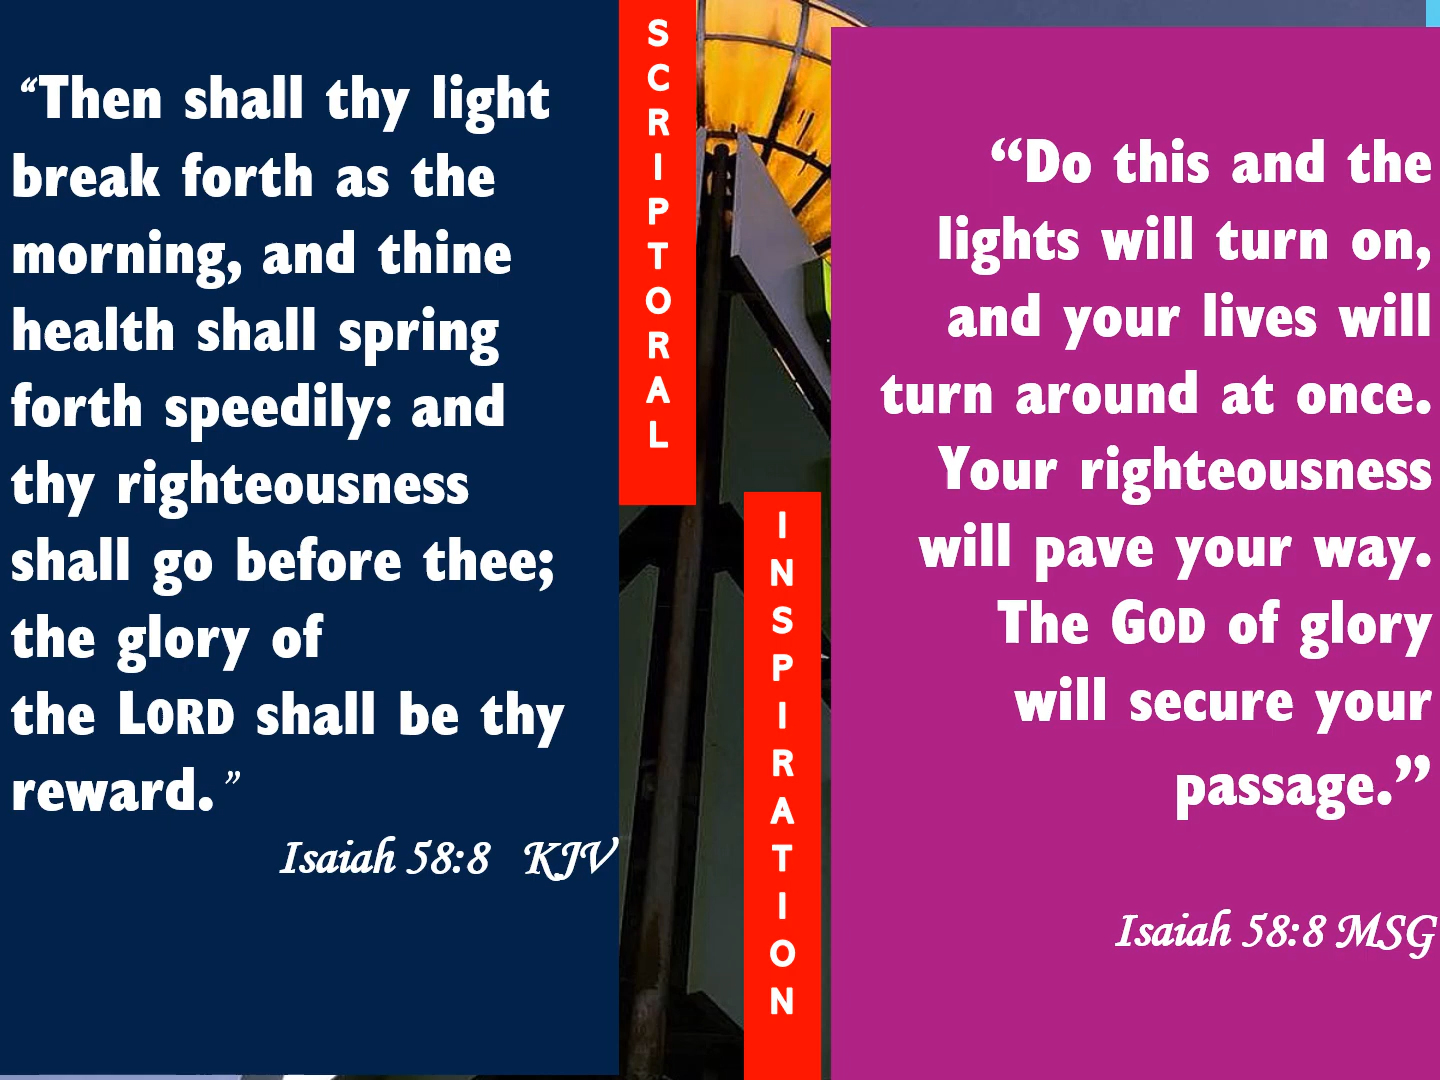 “Then shall thy light
break forth as the
morning, and thine
health shall spring
forth speedily: and
thy righteousness
shall go before thee;
the glory of
the LORD shall be thy
reward.”
Isaiah 58:8 KJV
SCRIPTORAL
INSPIRATION
“Do this and the
lights will turn on,
and your lives will
turn around at once.
Your righteousness
will pave your way.
The GOD of glory
will secure your
passage.”
Isaiah 58:8 MSG